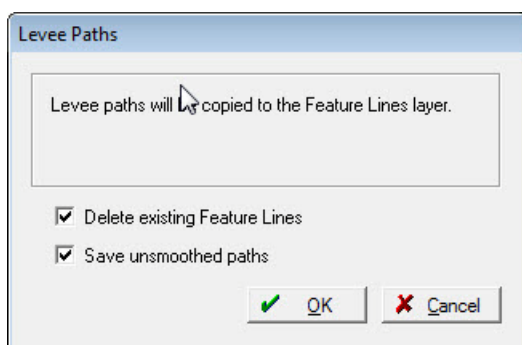 Levee Paths
Levee paths will be copied to the Feature Lines layer.
Delete existing Feature Lines
Save unsmoothed paths
OK
Cancel